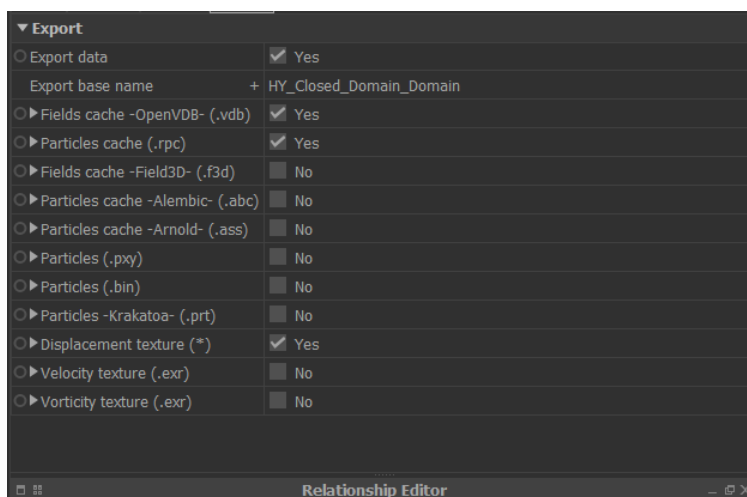 Export
Export data Yes
Export base name + HY_Closed_Domain_Domain
Fields cache -OpenVDB- (.vdb) Yes
Particles cache (.rpc) Yes
Fields cache -Field3D- (.f3d) No
Particles cache -Alembic- (.abc) No
Particles cache -Arnold- (.ass) No
Particles (.pxy) No
Particles (.bin) No
Particles -Krakatoa- (.prt) No
Displacement texture (*) Yes
Velocity texture (.exr) No
Vorticity texture (.exr) No
Relationship Editor